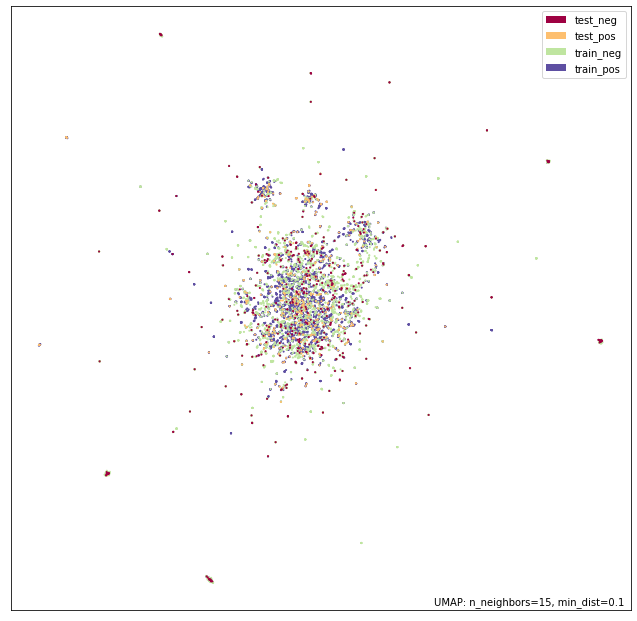 test_neg
test_pos
train_neg
train_pos
UMAP: n_neighbors=15, min_dist=0.1